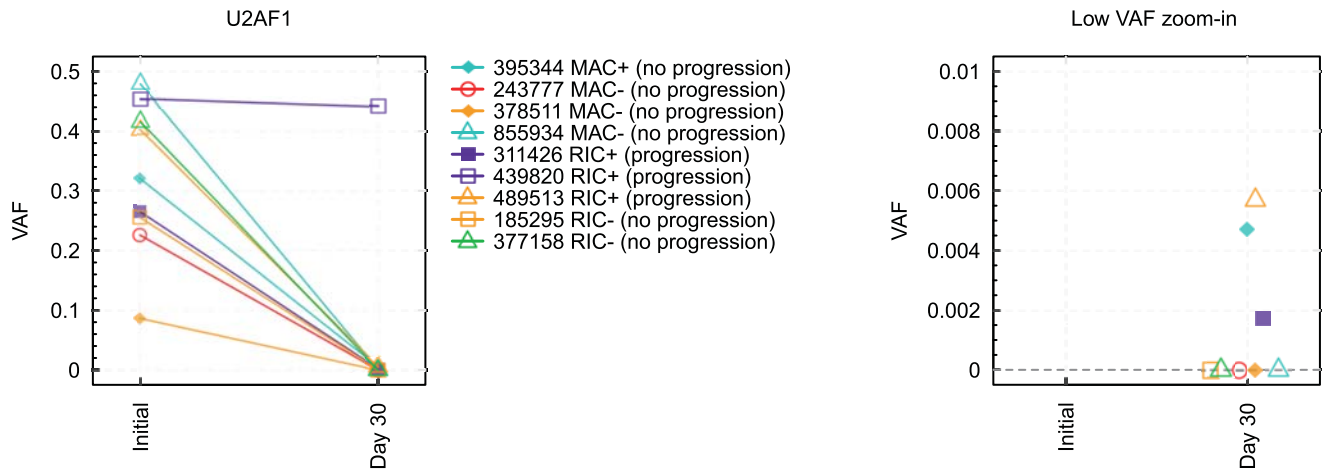 U2AF1
VAF
0.5
0.4
0.3
0.2
0.1
0
Initial
Day 30
395344 MAC+ (no progression)
243777 MAC- (no progression)
378511 MAC- (no progression)
855934 MAC- (no progression)
311426 RIC+ (progression)
439820 RIC+ (progression)
489513 RIC+ (progression)
185295 RIC- (no progression)
377158 RIC- (no progression)
Low VAF zoom-in
VAF
0.01
0.008
0.006
0.004
0.002
0
Initial
Day 30